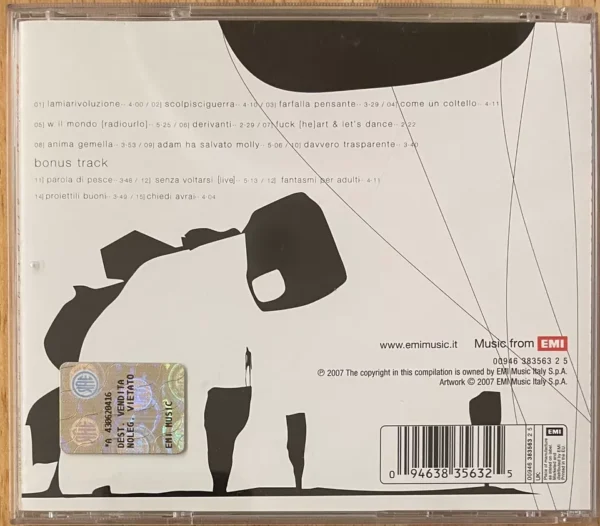 01] lamiarivoluzione·· 4·00 / 02] scolpisciguerra·· 4·10 / 03] farfalla pensante·· 3·29 / 04] come un coltello·· 4·11
05] w il mondo [radiourlo]·· 5·25 / 06] derivanti·· 2·29 / 07] fuck [he]art & let's dance·· 2·22
08] anima gemella·· 3·53 / 09] adam ha salvato molly·· 5·06 / 10] davvero trasparente·· 3·40
bonus track
11] parola di pesce·· 3·48 / 12] senza voltarsi [live]·· 5·13 / 13] fantasmi per adulti·· 4·11
14] proiettili buoni·· 3·49 / 15] chiedi avrai·· 4·04
www.emimusic.it Music from EMI
00946 383563 2 5
℗ 2007 The copyright in this compilation is owned by EMI Music Italy S.p.A.
Artwork © 2007 EMI Music Italy S.p.A.
*A 430620416
DEST. VENDITA
NOLEG. VIETATO
EMI MUSIC
0 94638 35632 5
00946 383563 2 5
EMI